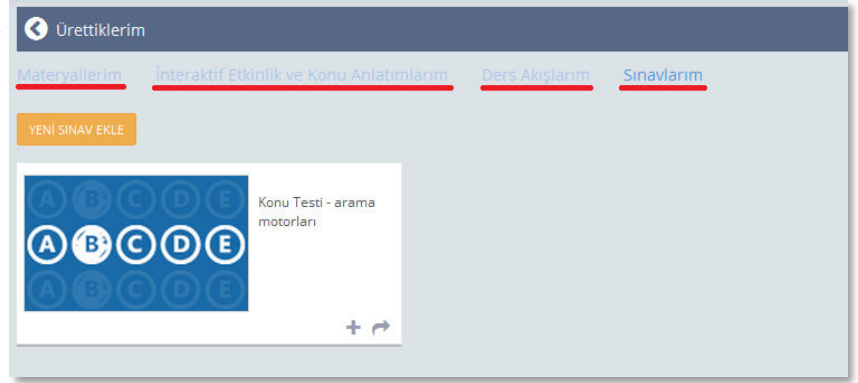 Ürettiklerim
Materyallerim İnteraktif Etkinlik ve Konu Anlatımlarım Ders Akışlarım Sınavlarım
YENİ SINAV EKLE
A B C D E
A B C D E
A B C D E
Konu Testi - arama
motorları